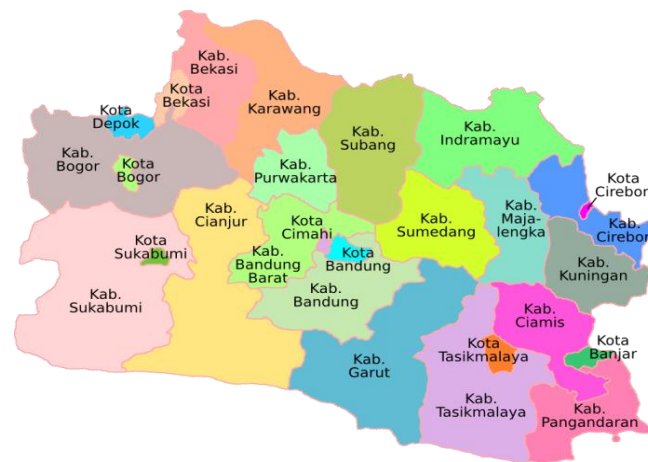 Kab.
Bekasi
Kota
Bekasi
Kab.
Karawang
Kota
Depok
Kab.
Subang
Kab.
Indramayu
Kab.
Bogor
Kota
Bogor
Kab.
Purwakarta
Kota
Cirebon
Kab.
Cianjur
Kota
Cimahi
Kab.
Sumedang
Kab.
Maja-
lengka
Kab.
Cirebon
Kota
Sukabumi
Kab.
Bandung
Barat
Kota
Bandung
Kab.
Kuningan
Kab.
Sukabumi
Kab.
Bandung
Kab.
Ciamis
Kota
Banjar
Kab.
Garut
Kota
Tasikmalaya
Kab.
Tasikmalaya
Kab.
Pangandaran